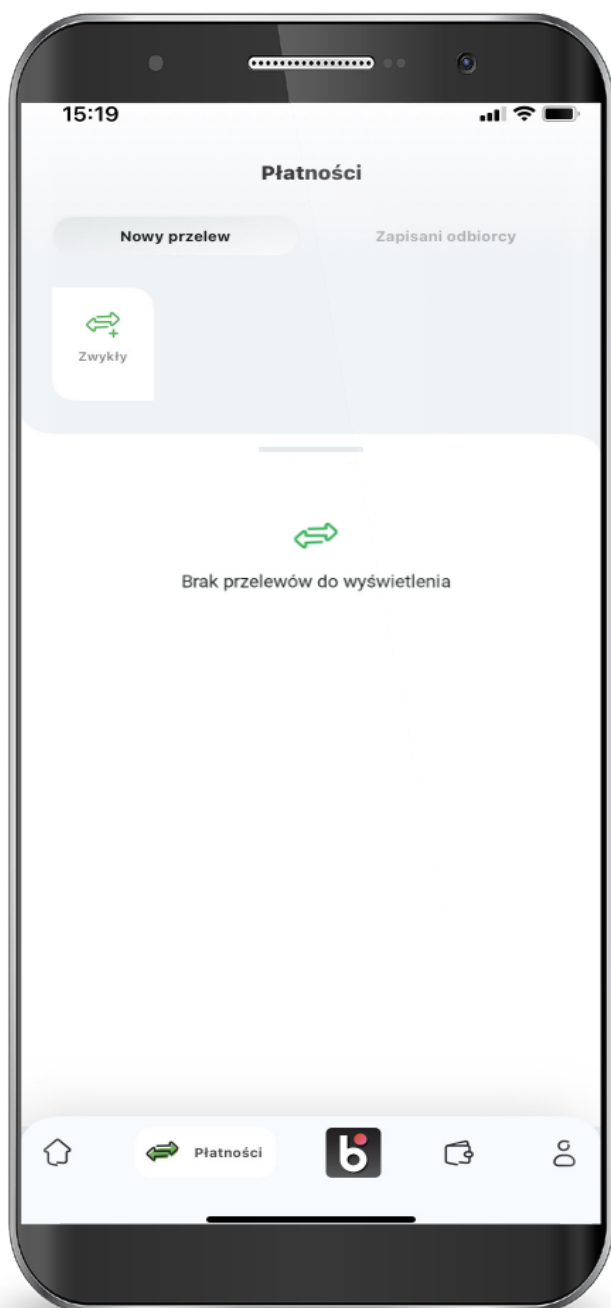 15:19
Płatności
Nowy przelew
Zapisani odbiorcy
Zwykły
Brak przelewów do wyświetlenia
Płatności
b